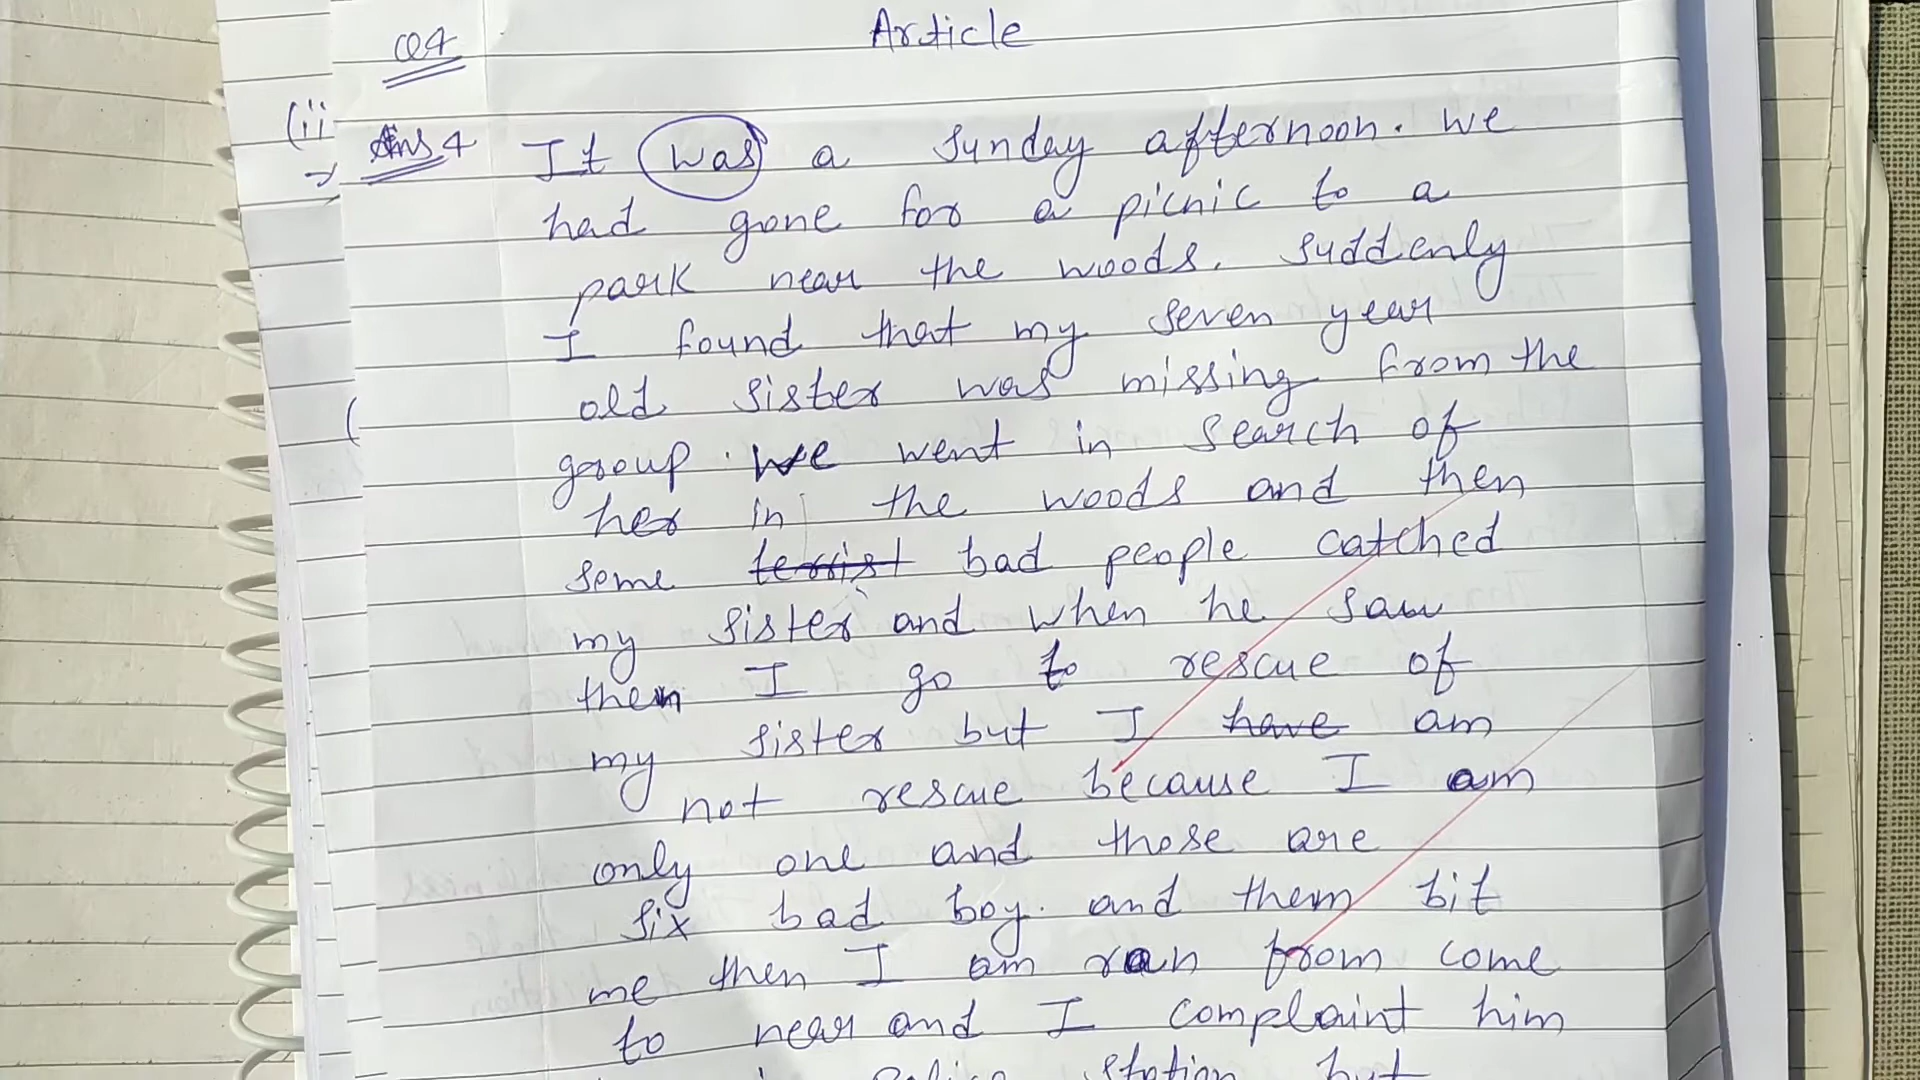 Article
Q4
(ii
Ans 4 It was a Sunday afternoon. We
had gone for a picnic to a
park near the woods. Suddenly
I found that my seven year
old sister was missing from the
group. We went in search of
her in the woods and then
some terrist bad people catched
my sister and when he saw
them I go to rescue of
my sister but I have am
not rescue because I am
only one and those are
six bad boy. and them bit
me then I am ran from come
to near and I complaint him
station but